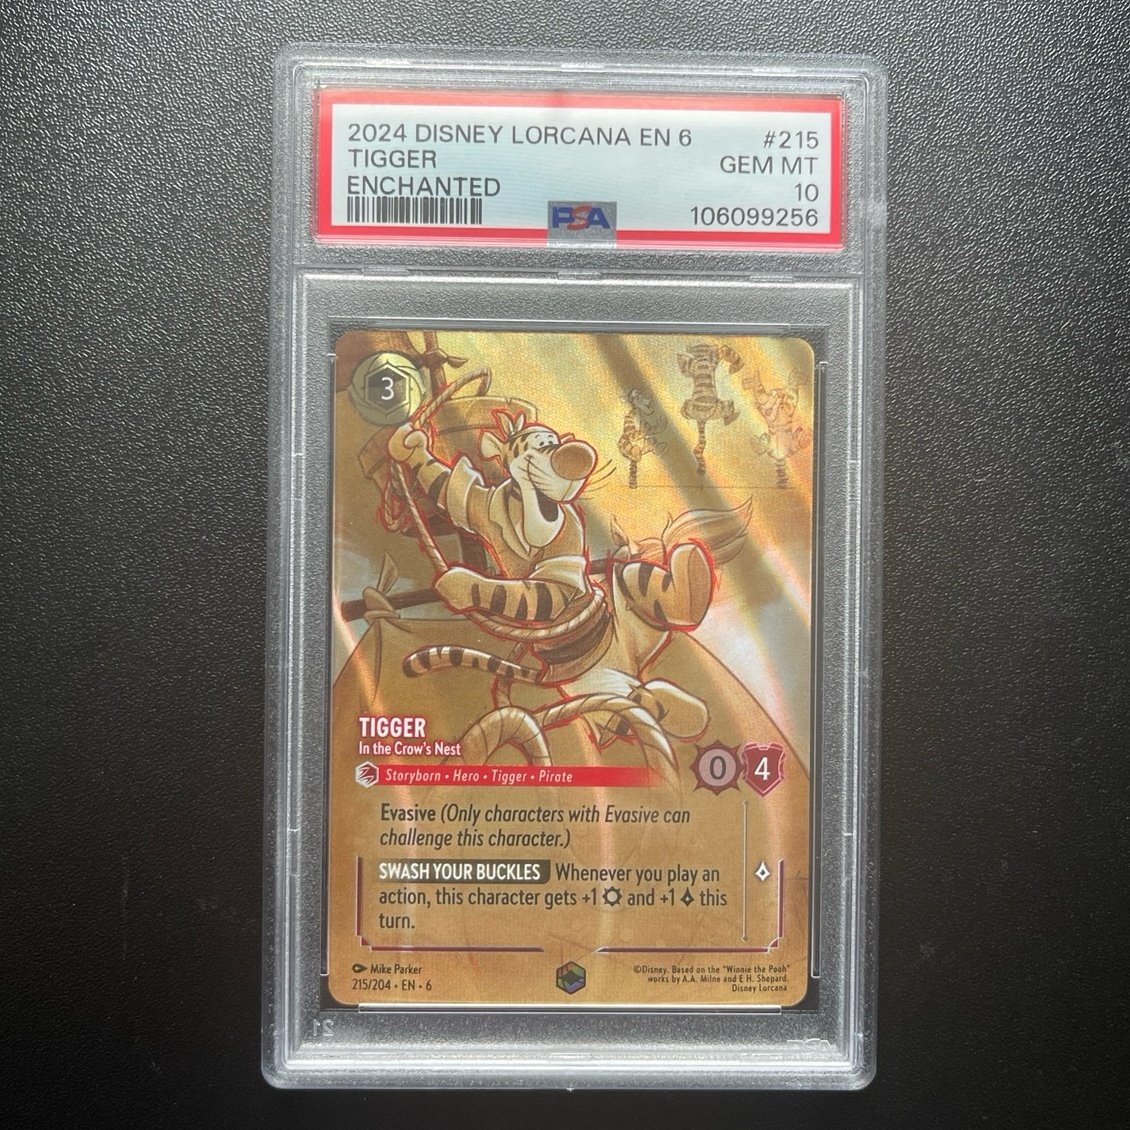 2024 DISNEY LORCANA EN 6 #215
TIGGER GEM MT
ENCHANTED 10
PSA 106099256
3
TIGGER
In the Crow's Nest
Storyborn • Hero • Tigger • Pirate
0 4
Evasive (Only characters with Evasive can
challenge this character.)
SWASH YOUR BUCKLES Whenever you play an
action, this character gets +1 and +1 this
turn.
Mike Parker
215/204 • EN • 6
©Disney. Based on the "Winnie the Pooh"
works by A.A. Milne and E.H. Shepard.
Disney Lorcana